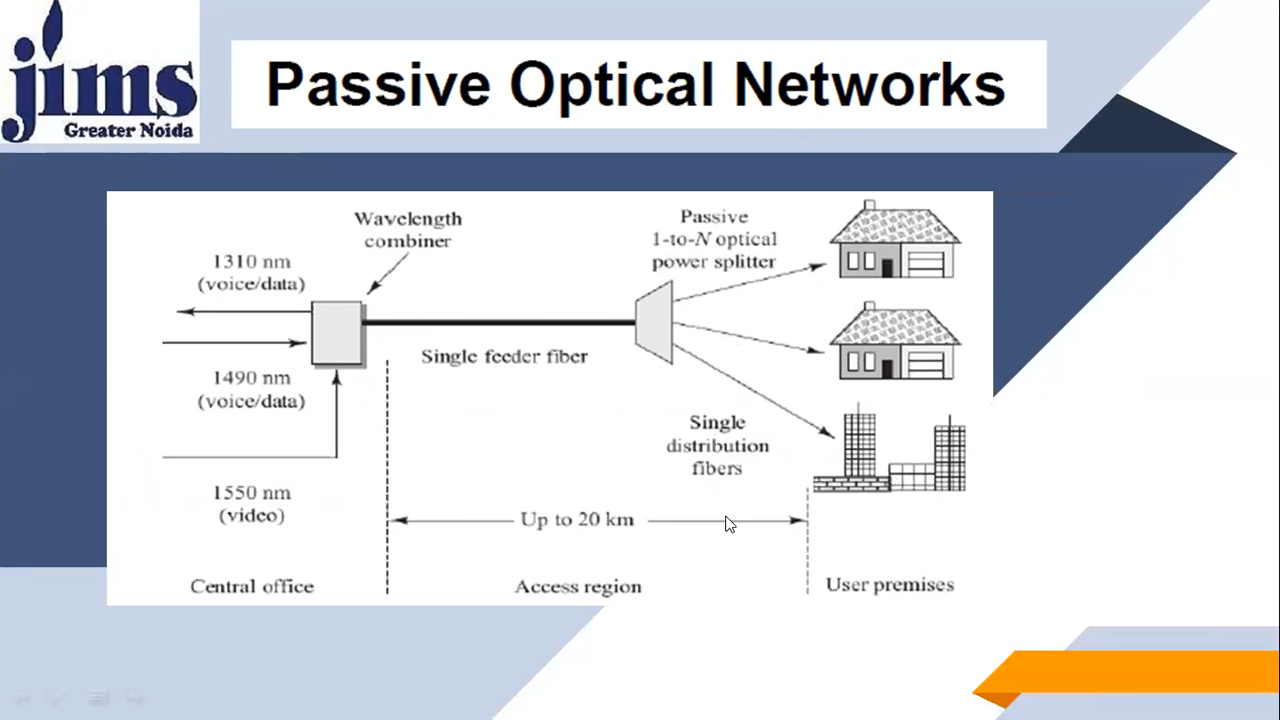 jims
Greater Noida
Passive Optical Networks
Wavelength
combiner
Passive
1-to-N optical
power splitter
1310 nm
(voice/data)
Single feeder fiber
1490 nm
(voice/data)
Single
distribution
fibers
1550 nm
(video)
Up to 20 km
Central office
Access region
User premises